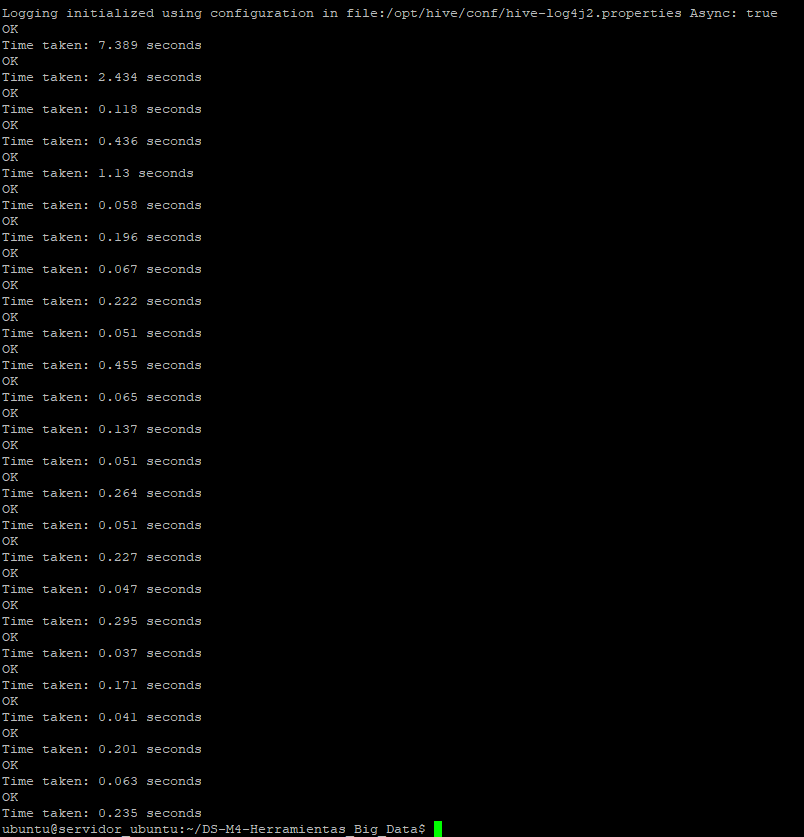 Logging initialized using configuration in file:/opt/hive/conf/hive-log4j2.properties Async: true
OK
Time taken: 7.389 seconds
OK
Time taken: 2.434 seconds
OK
Time taken: 0.118 seconds
OK
Time taken: 0.436 seconds
OK
Time taken: 1.13 seconds
OK
Time taken: 0.058 seconds
OK
Time taken: 0.196 seconds
OK
Time taken: 0.067 seconds
OK
Time taken: 0.222 seconds
OK
Time taken: 0.051 seconds
OK
Time taken: 0.455 seconds
OK
Time taken: 0.065 seconds
OK
Time taken: 0.137 seconds
OK
Time taken: 0.051 seconds
OK
Time taken: 0.264 seconds
OK
Time taken: 0.051 seconds
OK
Time taken: 0.227 seconds
OK
Time taken: 0.047 seconds
OK
Time taken: 0.295 seconds
OK
Time taken: 0.037 seconds
OK
Time taken: 0.171 seconds
OK
Time taken: 0.041 seconds
OK
Time taken: 0.201 seconds
OK
Time taken: 0.063 seconds
OK
Time taken: 0.235 seconds
ubuntu@servidor_ubuntu:~/DS-M4-Herramientas_Big_Data$